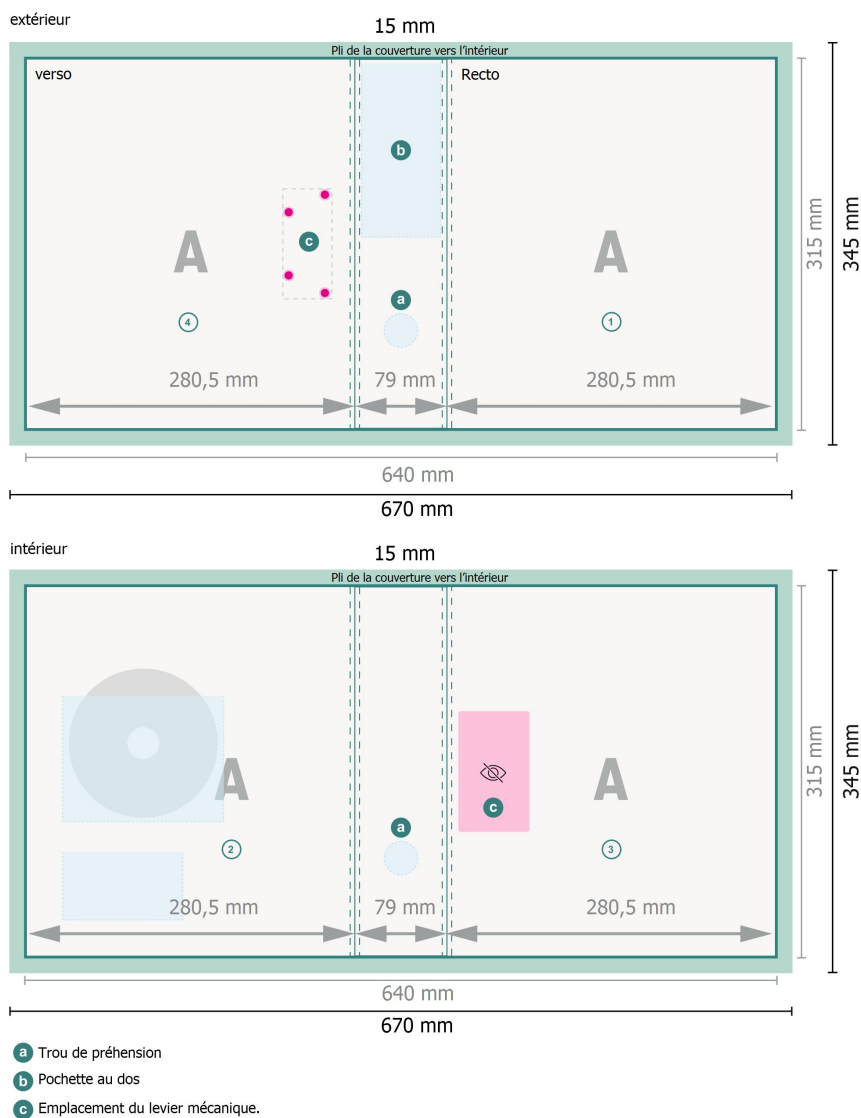 extérieur
15 mm
Pli de la couverture vers l'intérieur
verso
Recto
b
c
A
A
a
4
1
280,5 mm
79 mm
280,5 mm
315 mm
345 mm
640 mm
670 mm
intérieur
15 mm
Pli de la couverture vers l'intérieur
c
A
A
a
2
3
280,5 mm
79 mm
280,5 mm
315 mm
345 mm
640 mm
670 mm
a Trou de préhension
b Pochette au dos
c Emplacement du levier mécanique.